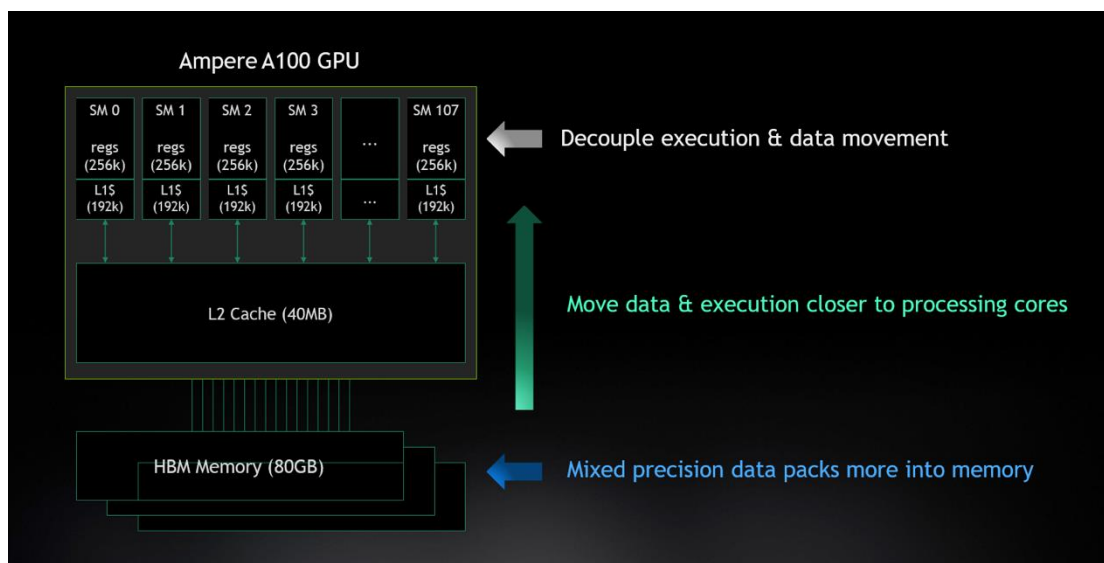 Ampere A100 GPU
SM 0
regs
(256k)
L1$
(192k)
SM 1
regs
(256k)
L1$
(192k)
SM 2
regs
(256k)
L1$
(192k)
SM 3
regs
(256k)
L1$
(192k)
...
...
SM 107
regs
(256k)
L1$
(192k)
Decouple execution & data movement
L2 Cache (40MB)
Move data & execution closer to processing cores
HBM Memory (80GB)
Mixed precision data packs more into memory